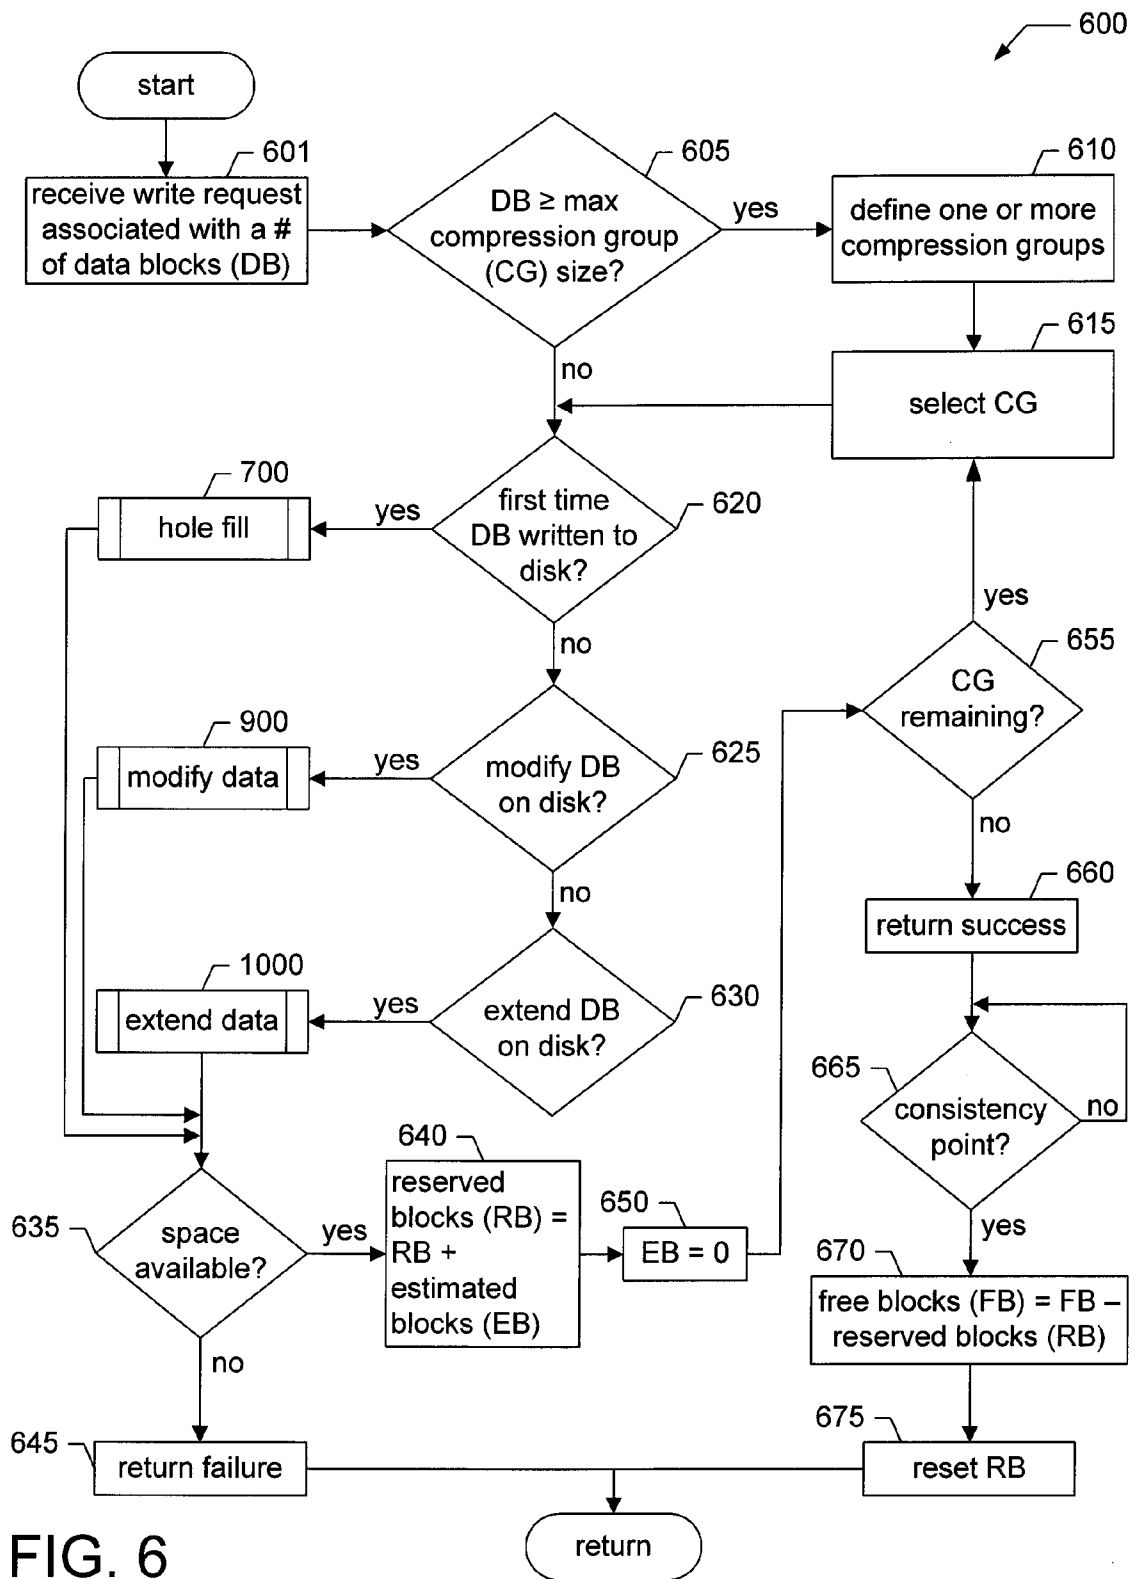 600
start
601
receive write request
associated with a #
of data blocks (DB)
605
DB ≥ max
compression group
(CG) size?
yes
no
610
define one or more
compression groups
615
select CG
700
hole fill
yes
first time
DB written to
disk?
620
no
900
modify data
yes
modify DB
on disk?
625
no
1000
extend data
yes
extend DB
on disk?
630
yes
CG
remaining?
655
no
660
return success
665
consistency
point?
no
yes
635
space
available?
yes
no
640
reserved
blocks (RB) =
RB +
estimated
blocks (EB)
650
EB = 0
670
free blocks (FB) = FB –
reserved blocks (RB)
645
return failure
675
reset RB
return
FIG. 6